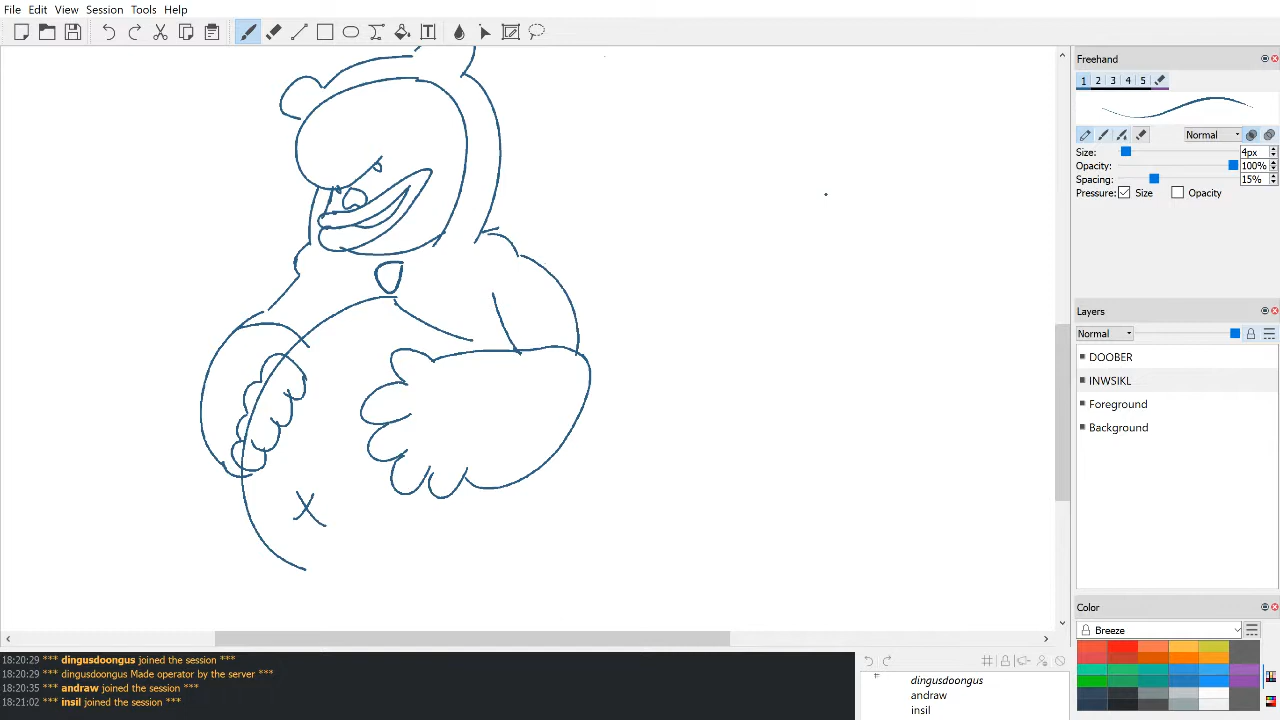 File Edit View Session Tools Help
Freehand
1 2 3 4 5
Normal
Size: 4px
Opacity: 100%
Spacing: 15%
Pressure: Size Opacity
Layers
Normal
DOOBER
INWSIKL
Foreground
Background
Color
Breeze
X
18:20:29 *** dingusdoongus joined the session ***
18:20:29 *** dingusdoongus Made operator by the server ***
18:20:35 *** andraw joined the session ***
18:21:02 *** insil joined the session ***
dingusdoongus
andraw
insil